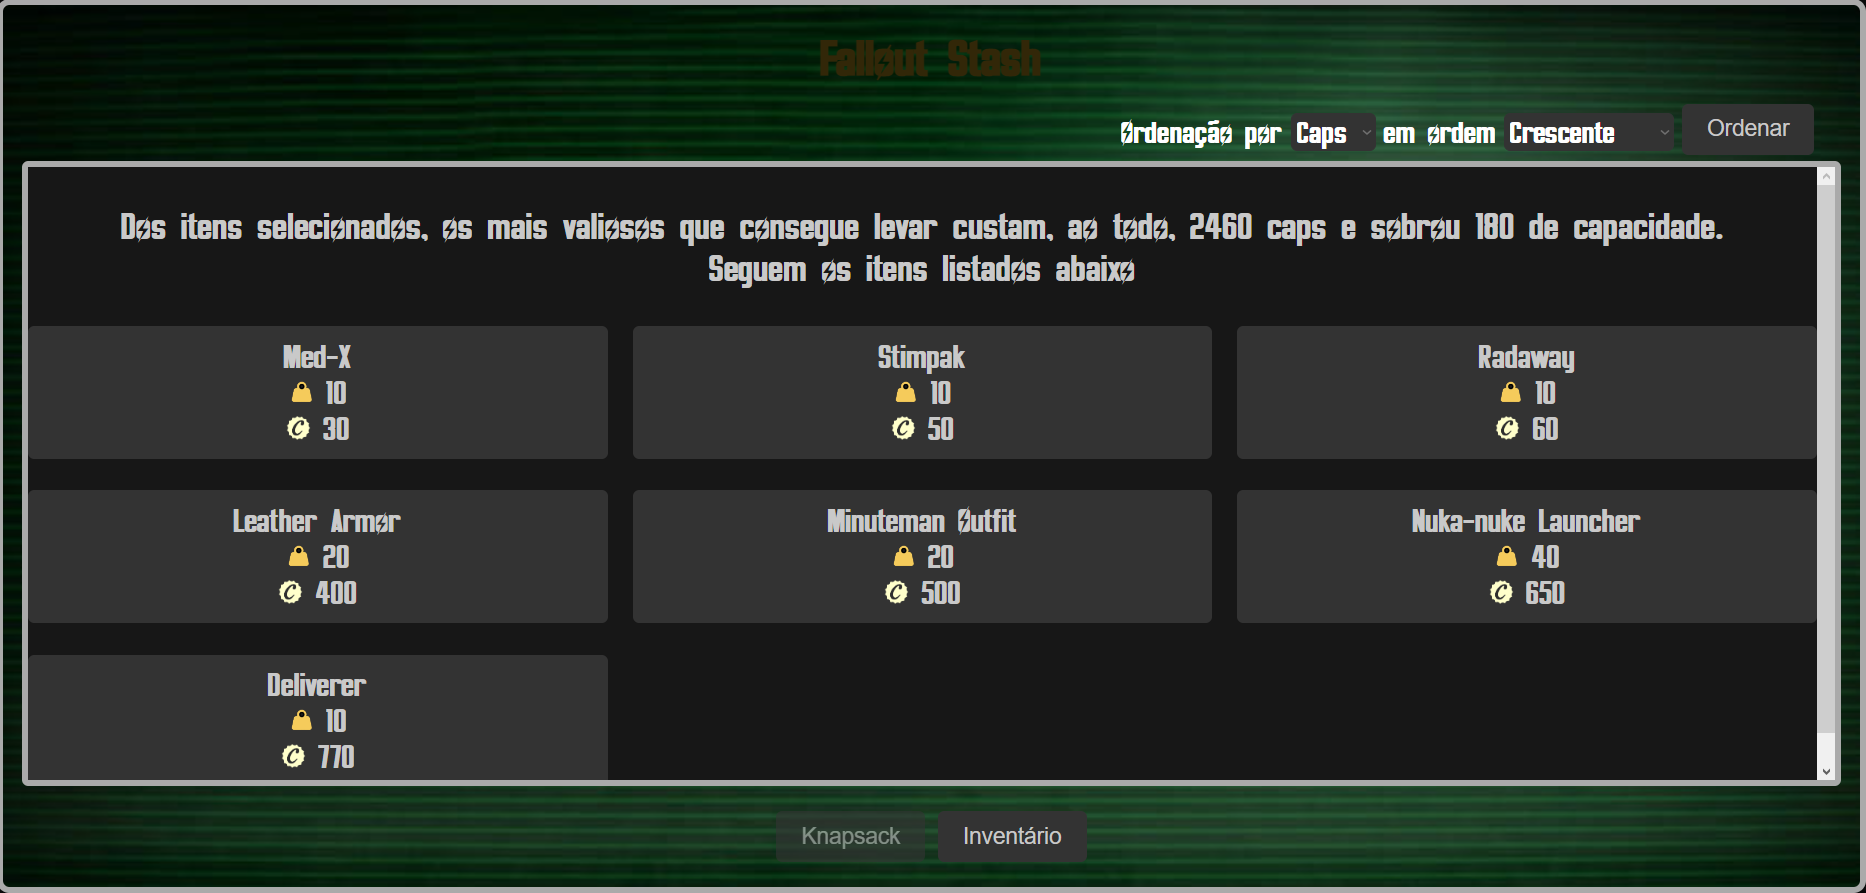 Fallout Stash
Ordenação por Caps em ordem Crescente Ordenar
Dos itens selecionados, os mais valiosos que consegue levar custam, ao todo, 2460 caps e sobrou 180 de capacidade.
Seguem os itens listados abaixo
Med-X
10
30
Stimpak
10
50
Radaway
10
60
Leather Armor
20
400
Minuteman Outfit
20
500
Nuka-nuke Launcher
40
650
Deliverer
10
770
Knapsack
Inventário